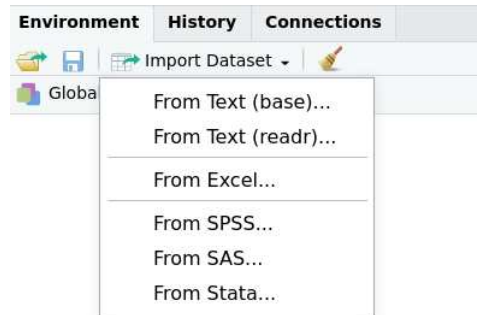 Environment History Connections
Import Dataset
Globa
From Text (base)...
From Text (readr)...
From Excel...
From SPSS...
From SAS...
From Stata...